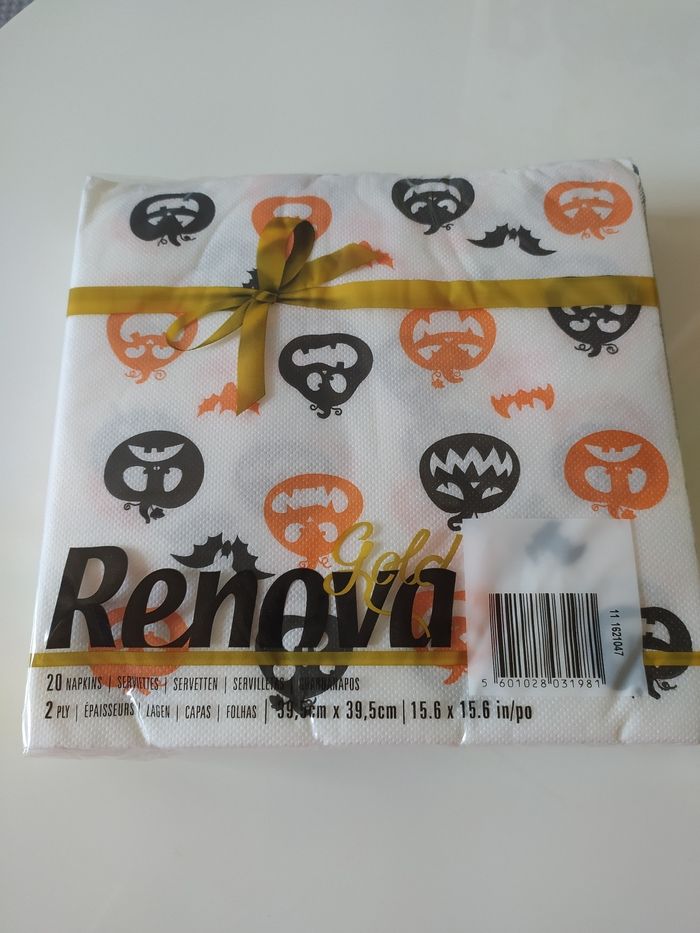 Renova
Gold
11 1621047
5 601028 031981
20 NAPKINS | SERVIETTES | SERVETTEN | SERVILLETAS | GUARDANAPOS
2 PLY | ÉPAISSEURS | LAGEN | CAPAS | FOLHAS | 39,5cm x 39,5cm | 15.6 x 15.6 in/po